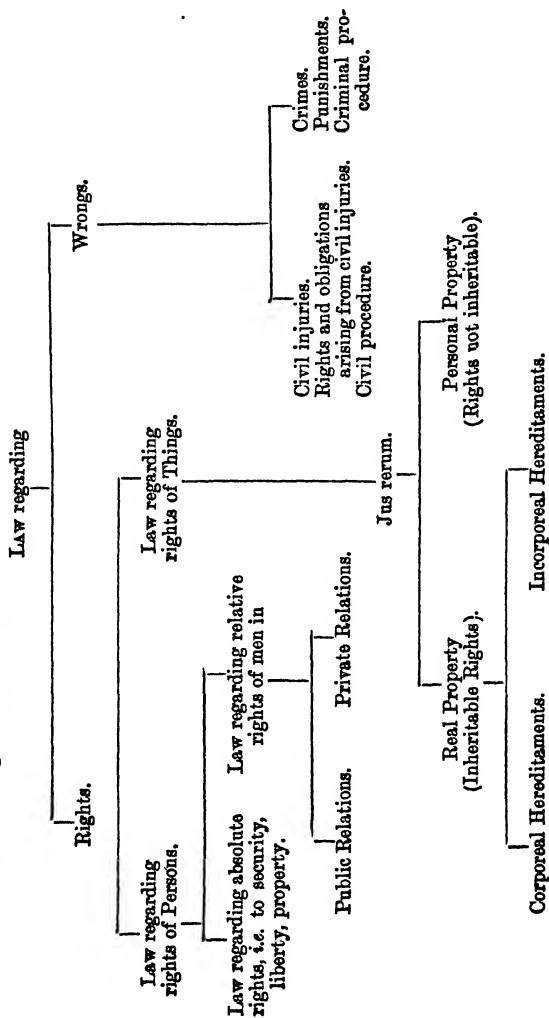 LAW regarding
Rights.
Wrongs.
Law regarding
rights of Persons.
Law regarding
rights of Things.
Civil injuries.
Rights and obligations
arising from civil injuries.
Civil procedure.
Crimes.
Punishments.
Criminal pro-
cedure.
Law regarding absolute
rights, i.e. to security,
liberty, property.
Law regarding relative
rights of men in
Public Relations.
Private Relations.
Jus rerum.
Real Property
(Inheritable Rights).
Personal Property
(Rights not inheritable).
Corporeal Hereditaments.
Incorporeal Hereditaments.